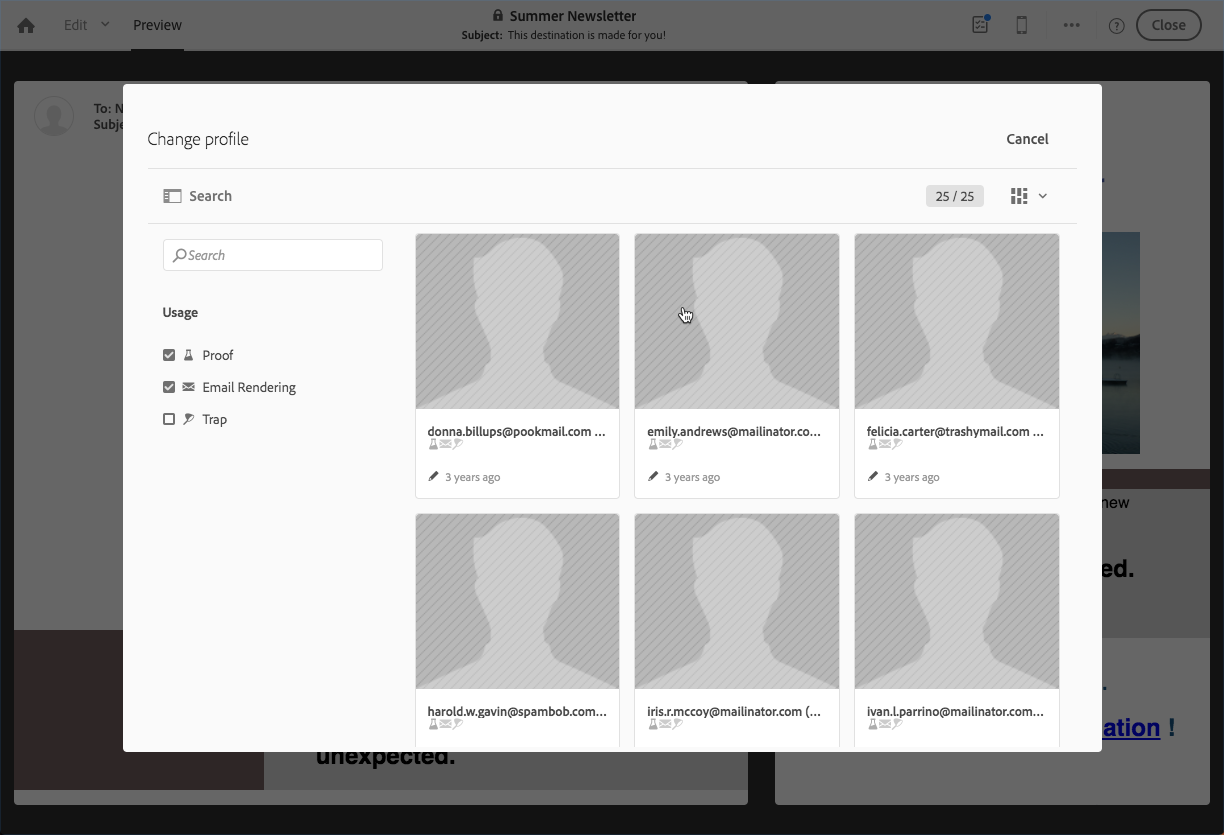 Edit
Preview
Summer Newsletter
Subject: This destination is made for you!
Close
To: N
Subje
Change profile
Cancel
Search
25 / 25
Search
Usage
Proof
Email Rendering
Trap
donna.billups@pookmail.com ...
3 years ago
emily.andrews@mailinator.co...
3 years ago
felicia.carter@trashymail.com ...
3 years ago
harold.w.gavin@spambob.com...
iris.r.mccoy@mailinator.com (...
ivan.l.parrino@mailinator.com...
new
ed.
ation !
unexpected.